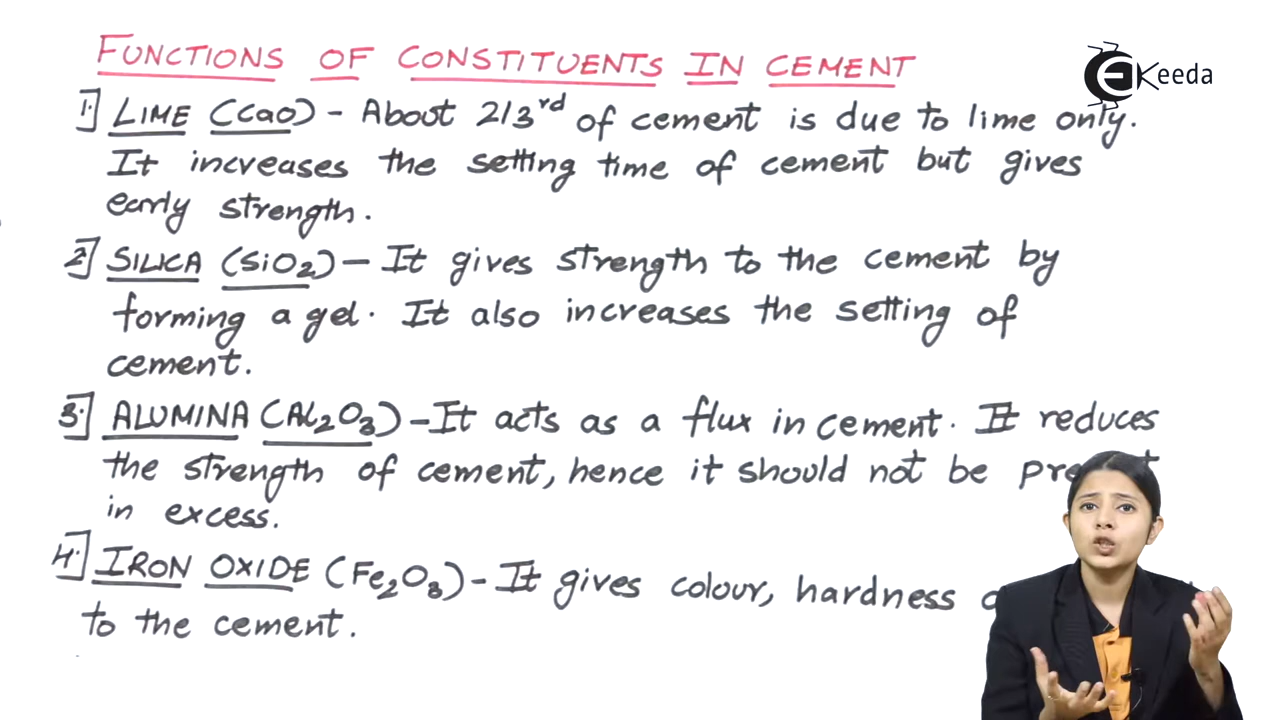 FUNCTIONS OF CONSTITUENTS IN CEMENT
Keeda
1. LIME (CaO) - About 2/3rd of cement is due to lime only.
It increases the setting time of cement but gives
early strength.
2. SILICA (SiO2) - It gives strength to the cement by
forming a gel. It also increases the setting of
cement.
3. ALUMINA (Al2O3) - It acts as a flux in cement. It reduces
the strength of cement, hence it should not be
in excess.
4. IRON OXIDE (Fe2O3) - It gives colour, hardness
to the cement.